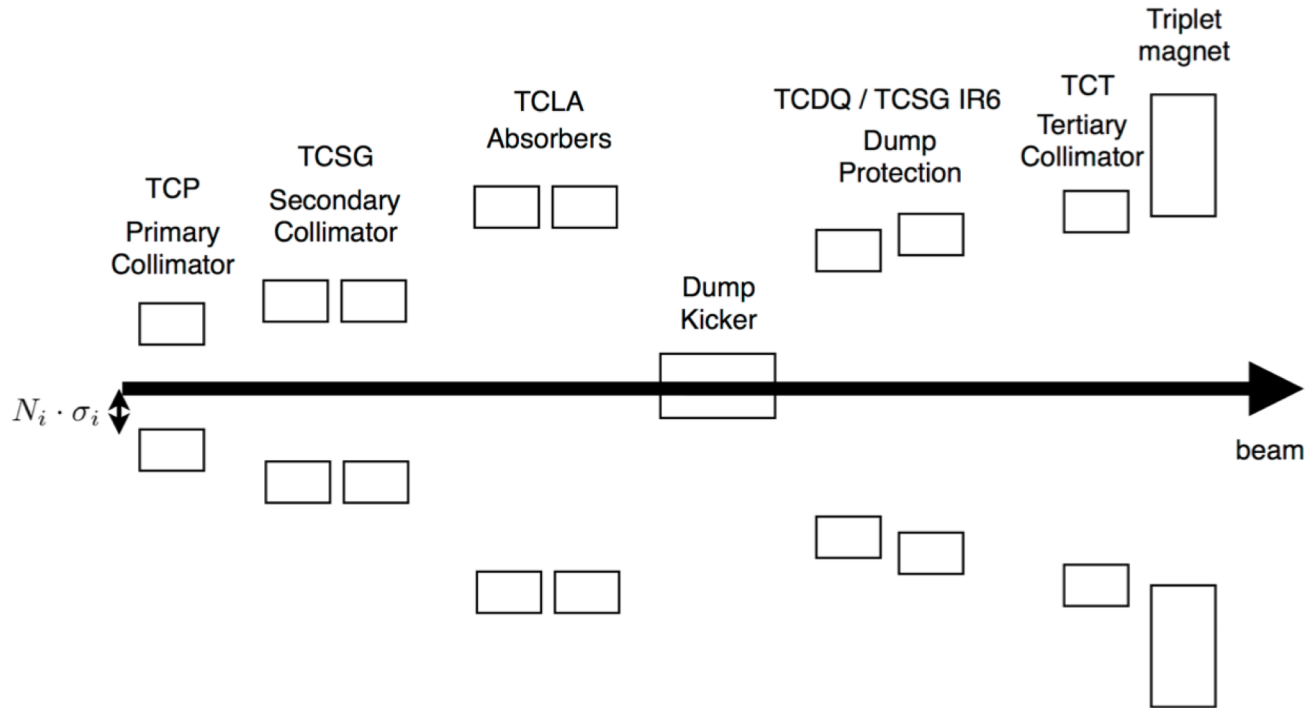 TCP
Primary
Collimator
TCSG
Secondary
Collimator
TCLA
Absorbers
Dump
Kicker
TCDQ / TCSG IR6
Dump
Protection
TCT
Tertiary
Collimator
Triplet
magnet
N_i · σ_i
beam